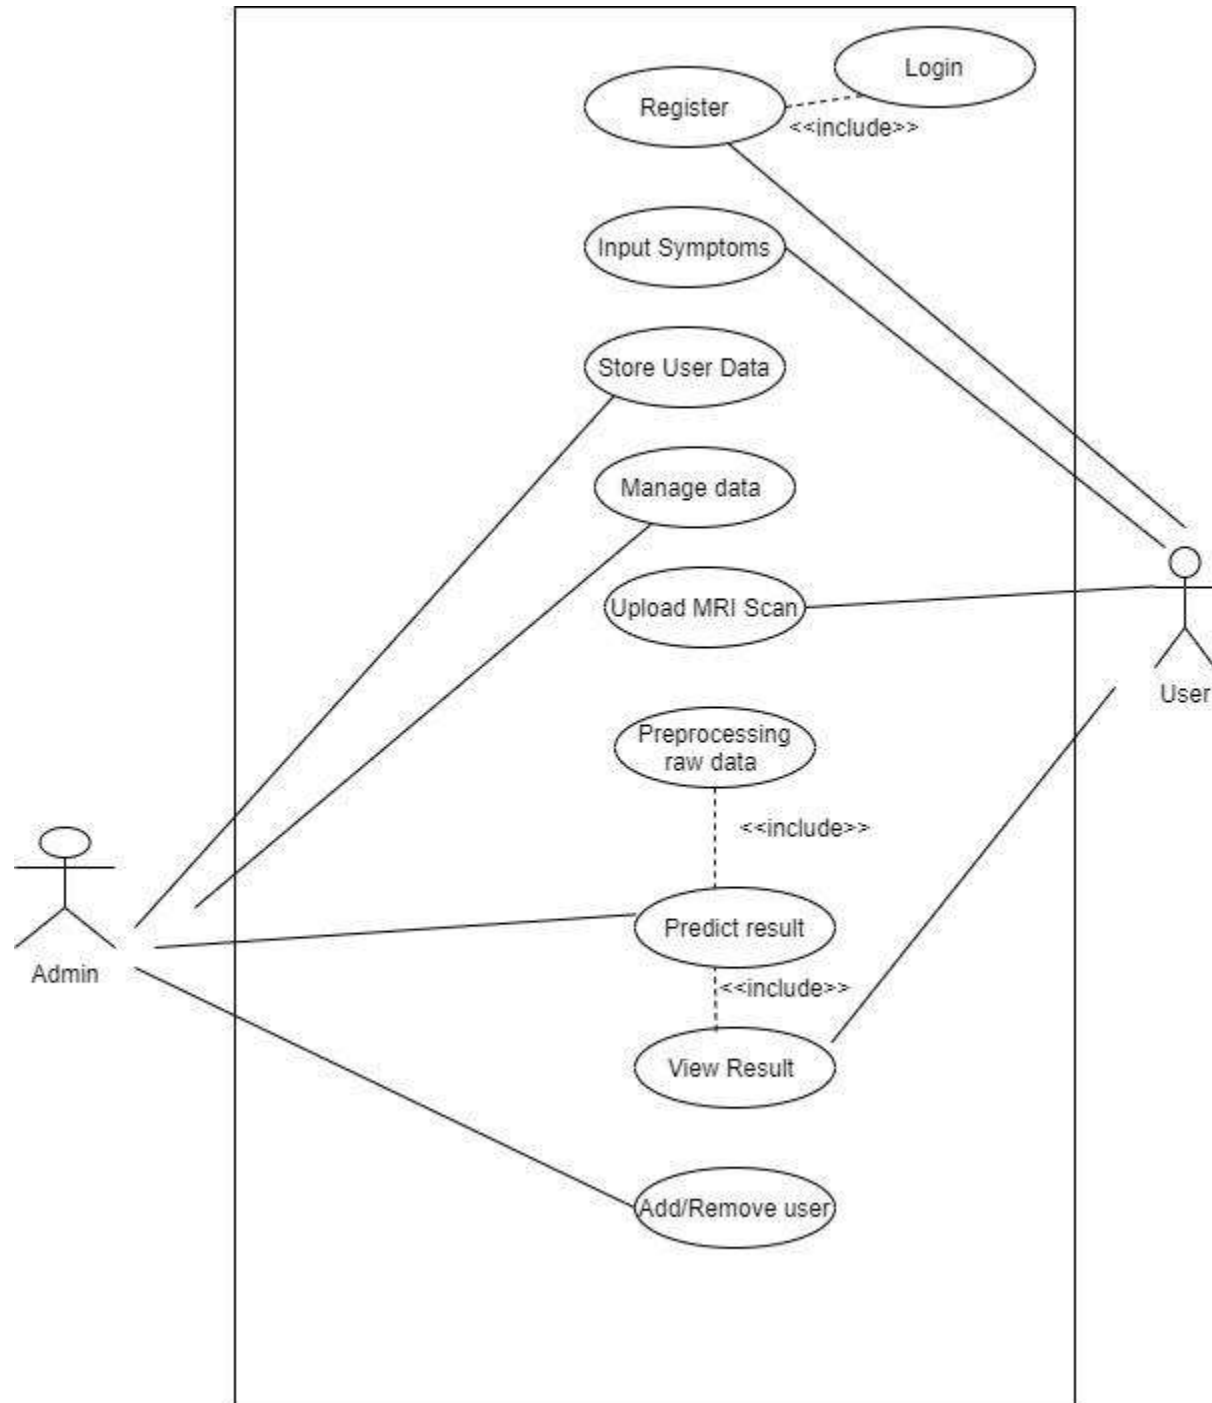 Login
Register
<<include>>
Input Symptoms
Store User Data
Manage data
Upload MRI Scan
User
Preprocessing
raw data
<<include>>
Predict result
Admin
<<include>>
View Result
Add/Remove user